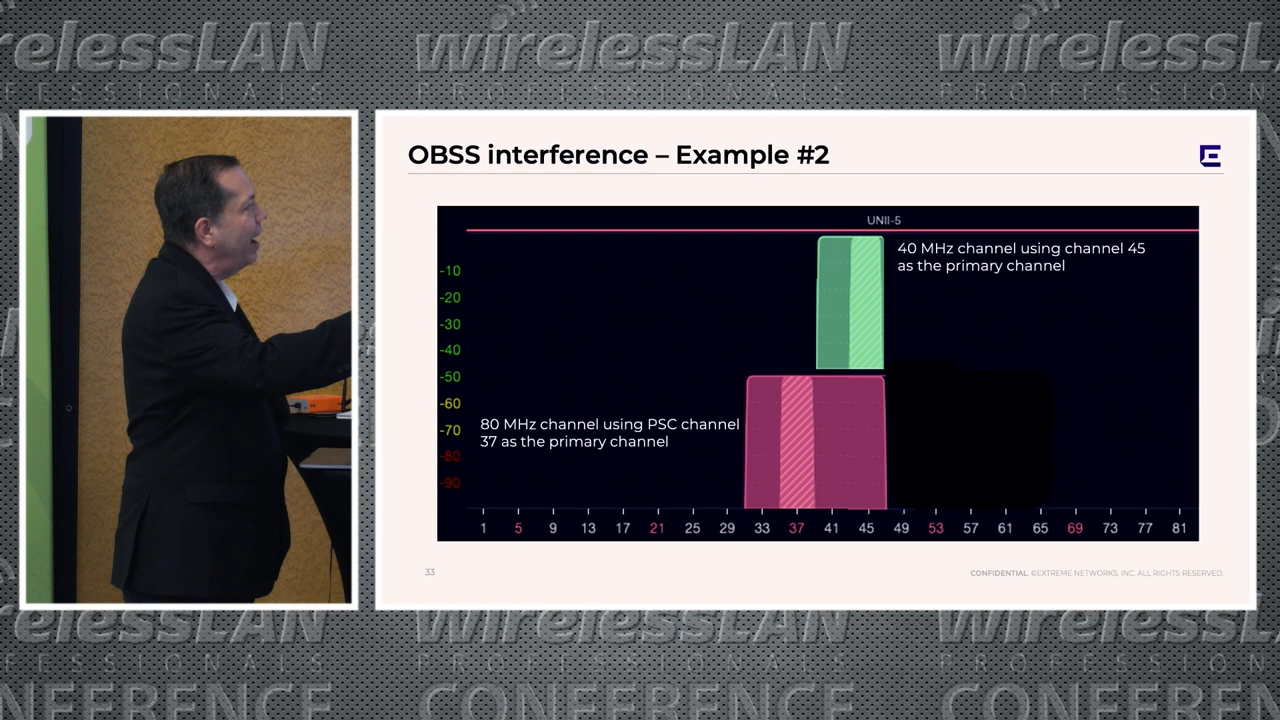 wirelessLAN
PROFESSIONALS
OBSS interference – Example #2
UNII-5
40 MHz channel using channel 45
as the primary channel
-10
-20
-30
-40
-50
-60
-70
-80
-90
80 MHz channel using PSC channel
37 as the primary channel
1 5 9 13 17 21 25 29 33 37 41 45 49 53 57 61 65 69 73 77 81
33
CONFIDENTIAL. ©EXTREME NETWORKS, INC. ALL RIGHTS RESERVED.
wirelessLAN
PROFESSIONALS
CONFERENCE